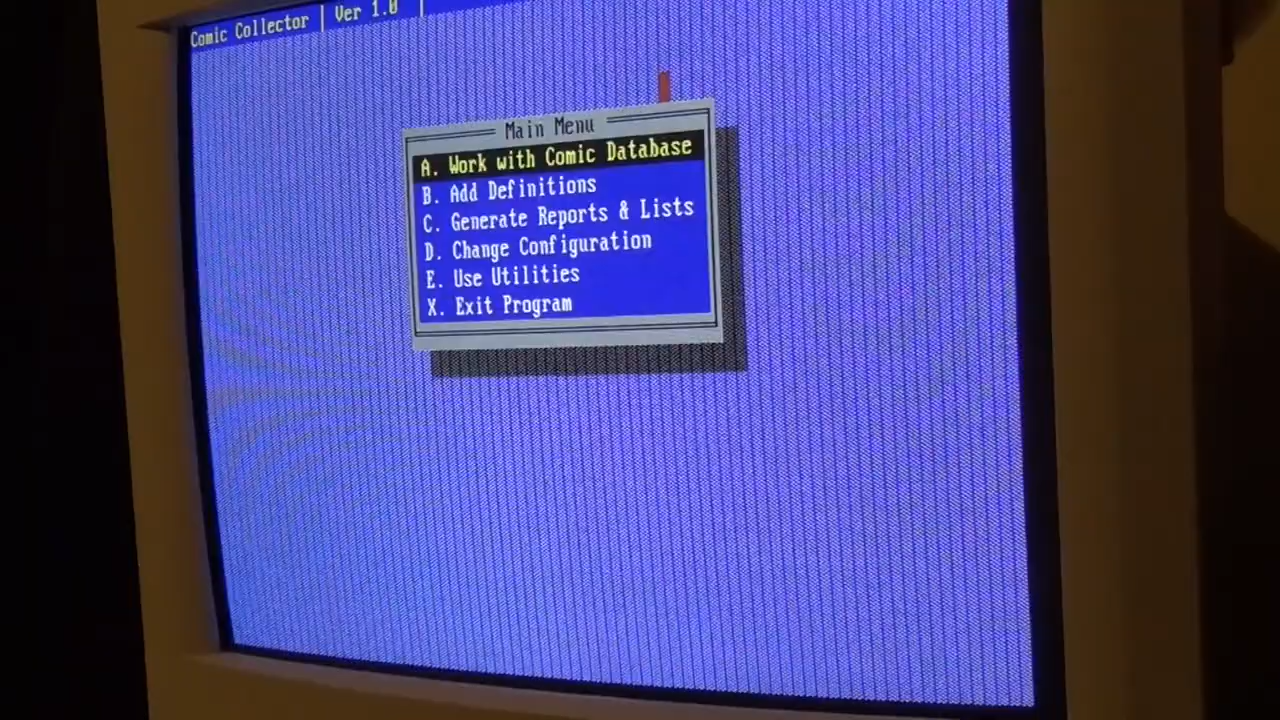 Comic Collector | Ver 1.0 |
Main Menu
A. Work with Comic Database
B. Add Definitions
C. Generate Reports & Lists
D. Change Configuration
E. Use Utilities
X. Exit Program